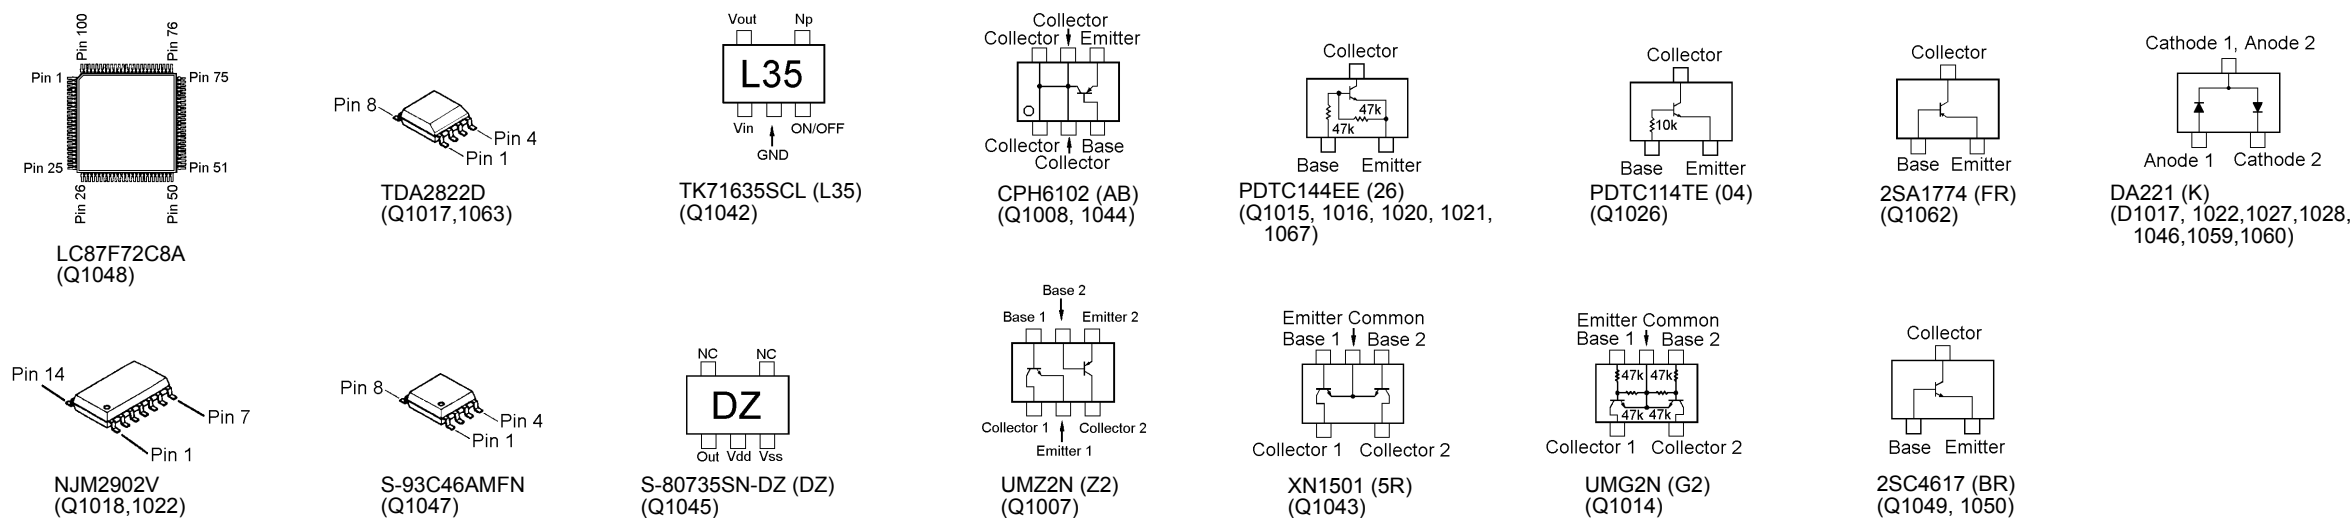 Pin 100
Pin 76
Pin 1
Pin 75
Pin 25
Pin 51
Pin 26
Pin 50
LC87F72C8A
(Q1048)
Pin 8
Pin 4
Pin 1
TDA2822D
(Q1017,1063)
Vout
Np
L35
Vin
ON/OFF
GND
TK71635SCL (L35)
(Q1042)
Collector
Collector
Emitter
Collector
Base
Collector
CPH6102 (AB)
(Q1008, 1044)
Collector
47k
47k
Base
Emitter
PDTC144EE (26)
(Q1015, 1016, 1020, 1021,
1067)
Collector
10k
Base
Emitter
PDTC114TE (04)
(Q1026)
Collector
Base
Emitter
2SA1774 (FR)
(Q1062)
Cathode 1, Anode 2
Anode 1
Cathode 2
DA221 (K)
(D1017, 1022,1027,1028,
1046,1059,1060)
Pin 14
Pin 7
Pin 1
NJM2902V
(Q1018,1022)
Pin 8
Pin 4
Pin 1
S-93C46AMFN
(Q1047)
NC
NC
DZ
Out
Vdd
Vss
S-80735SN-DZ (DZ)
(Q1045)
Base 2
Base 1
Emitter 2
Collector 1
Collector 2
Emitter 1
UMZ2N (Z2)
(Q1007)
Emitter Common
Base 1
Base 2
Collector 1
Collector 2
XN1501 (5R)
(Q1043)
Emitter Common
Base 1
Base 2
47k
47k
47k
47k
Collector 1
Collector 2
UMG2N (G2)
(Q1014)
Collector
Base
Emitter
2SC4617 (BR)
(Q1049, 1050)